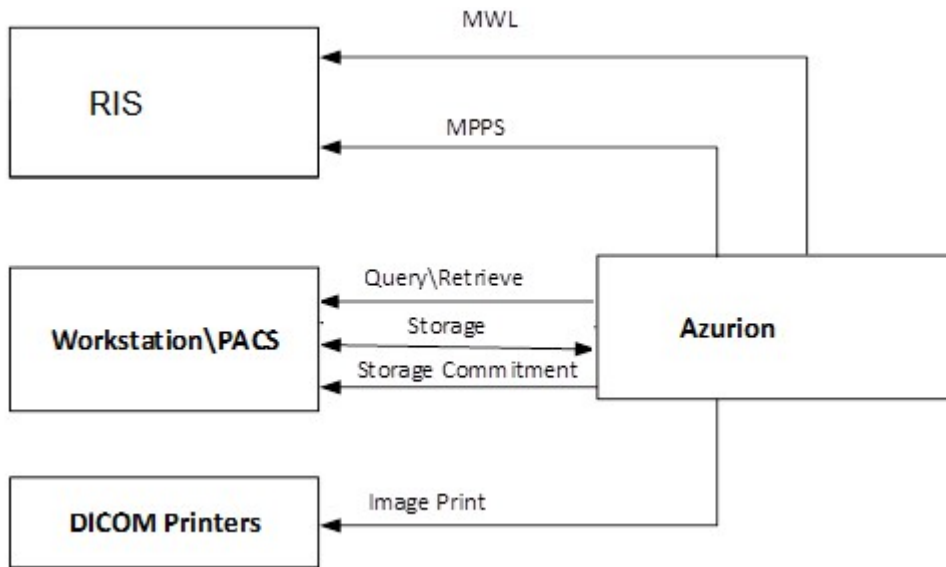 MWL
RIS
MPPS
Query\Retrieve
Storage
Workstation\PACS
Azurion
Storage Commitment
Image Print
DICOM Printers